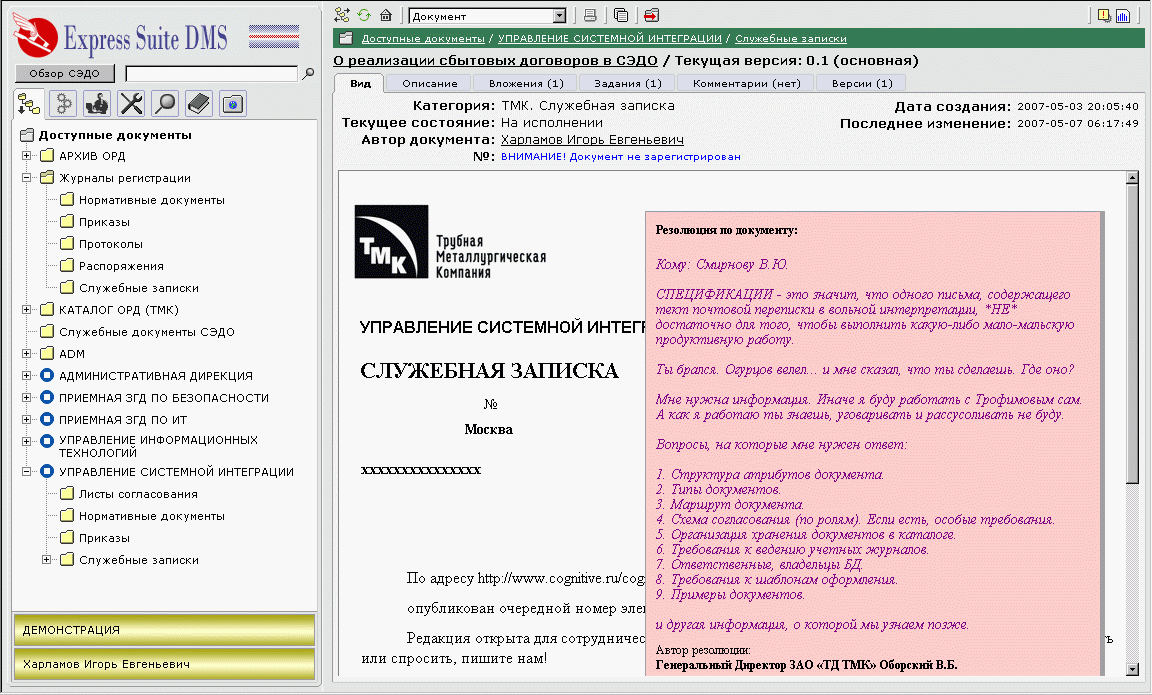 Express Suite DMS
Обзор СЭДО
Доступные документы
АРХИВ ОРД
Журналы регистрации
Нормативные документы
Приказы
Протоколы
Распоряжения
Служебные записки
КАТАЛОГ ОРД (ТМК)
Служебные документы СЭДО
ADM
АДМИНИСТРАТИВНАЯ ДИРЕКЦИЯ
ПРИЕМНАЯ ЗГД ПО БЕЗОПАСНОСТИ
ПРИЕМНАЯ ЗГД ПО ИТ
УПРАВЛЕНИЕ ИНФОРМАЦИОННЫХ
ТЕХНОЛОГИЙ
УПРАВЛЕНИЕ СИСТЕМНОЙ ИНТЕГРАЦИИ
Листы согласования
Нормативные документы
Приказы
Служебные записки
ДЕМОНСТРАЦИЯ
Харламов Игорь Евгеньевич
Документ
Доступные документы / УПРАВЛЕНИЕ СИСТЕМНОЙ ИНТЕГРАЦИИ / Служебные записки
О реализации сбытовых договоров в СЭДО / Текущая версия: 0.1 (основная)
Вид Описание Вложения (1) Задания (1) Комментарии (нет) Версии (1)
Категория: ТМК. Служебная записка
Текущее состояние: На исполнении
Автор документа: Харламов Игорь Евгеньевич
№: ВНИМАНИЕ! Документ не зарегистрирован
Дата создания: 2007-05-03 20:05:40
Последнее изменение: 2007-05-07 06:17:49
ТМК
Трубная
Металлургическая
Компания
УПРАВЛЕНИЕ СИСТЕМНОЙ ИНТЕГР
СЛУЖЕБНАЯ ЗАПИСКА
№
Москва
xxxxxxxxxxxxxxx
По адресу http://www.cognitive.ru/cog
опубликован очередной номер элек
Редакция открыта для сотрудничес ть
или спросить, пишите нам!
Резолюция по документу:
Кому: Смирнову В.Ю.
СПЕЦИФИКАЦИИ - это значит, что одного письма, содержащего
тект почтовой переписки в вольной интерпретации, *НЕ*
достаточно для того, чтобы выполнить какую-либо мало-мальскую
продуктивную работу.
Ты брался. Огурцов велел... и мне сказал, что ты сделаешь. Где оно?
Мне нужна информация. Иначе я буду работать с Трофимовым сам.
А как я работаю ты знаешь, уговаривать и рассусоливать не буду.
Вопросы, на которые мне нужен ответ:
1. Структура атрибутов документа.
2. Типы документов.
3. Маршрут документа.
4. Схема согласования (по ролям). Если есть, особые требования.
5. Организация хранения документов в каталоге.
6. Требования к ведению учетных журналов.
7. Ответственные, владельцы БД.
8. Требования к шаблонам оформления.
9. Примеры документов.
и другая информация, о которой мы узнаем позже.
Автор резолюции:
Генеральный Директор ЗАО «ТД ТМК» Оборский В.Б.